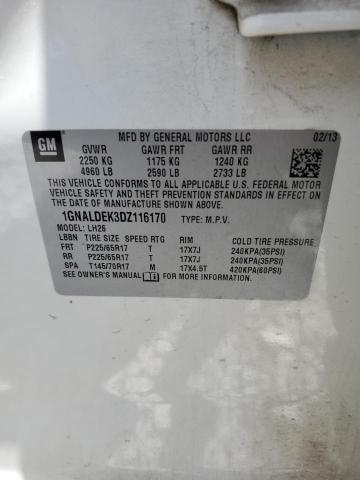 GM
MFD BY GENERAL MOTORS LLC 02/13
GVWR GAWR FRT GAWR RR
2250 KG 1175 KG 1240 KG
4960 LB 2590 LB 2733 LB
THIS VEHICLE CONFORMS TO ALL APPLICABLE U.S. FEDERAL MOTOR
VEHICLE SAFETY AND THEFT PREVENTION STANDARDS IN EFFECT ON
THE DATE OF MANUFACTURE SHOWN ABOVE.
1GNALDEK3DZ116170 TYPE: M.P.V.
MODEL: LH26
LBBN TIRE SIZE SPEED RTG RIM COLD TIRE PRESSURE
FRT P225/65R17 T 17X7J 240KPA(35PSI)
RR P225/65R17 T 17X7J 240KPA(35PSI)
SPA T145/70R17 M 17X4.5T 420KPA(60PSI)
SEE OWNER'S MANUAL FOR MORE INFORMATION.